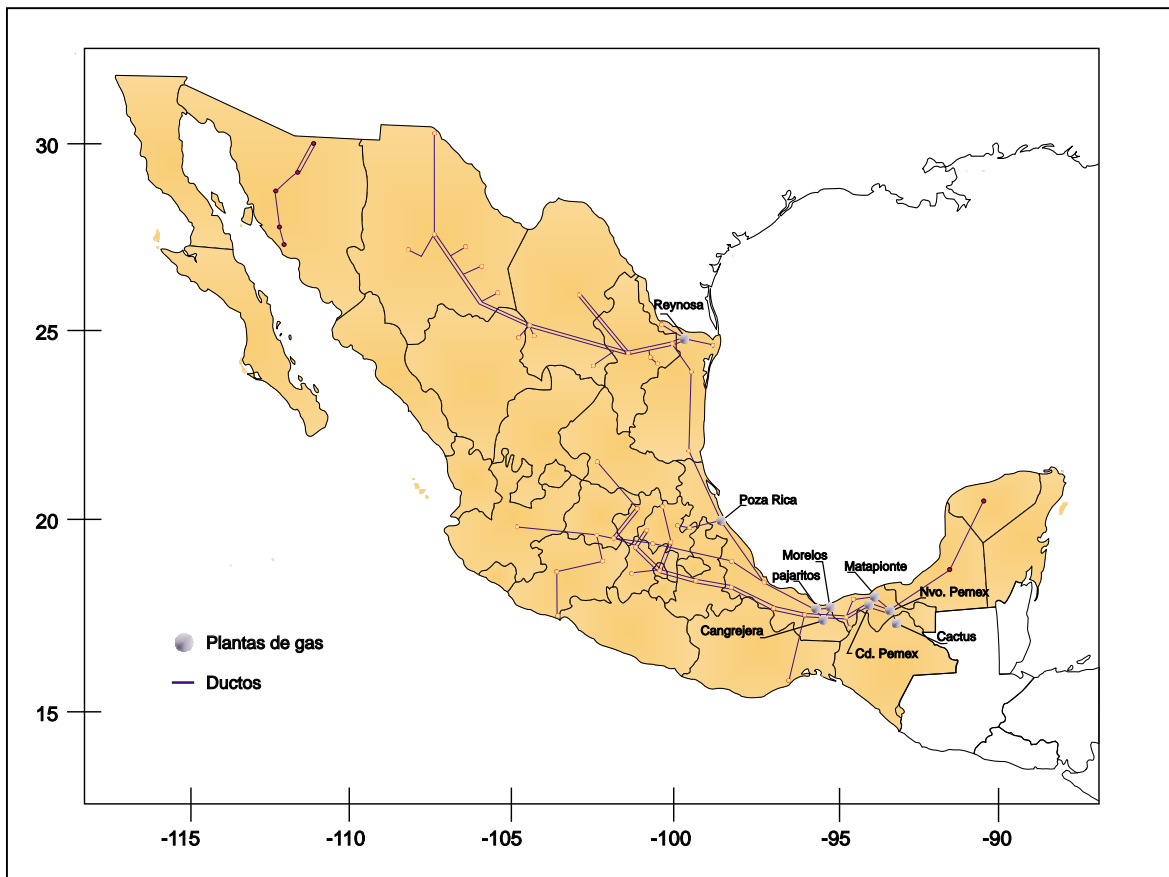 30
25
20
15
-115
-110
-105
-100
-95
-90
Reynosa
Poza Rica
Morelos
pajaritos
Matapionte
Nvo. Pemex
Cangrejera
Cactus
Cd. Pemex
Plantas de gas
Ductos